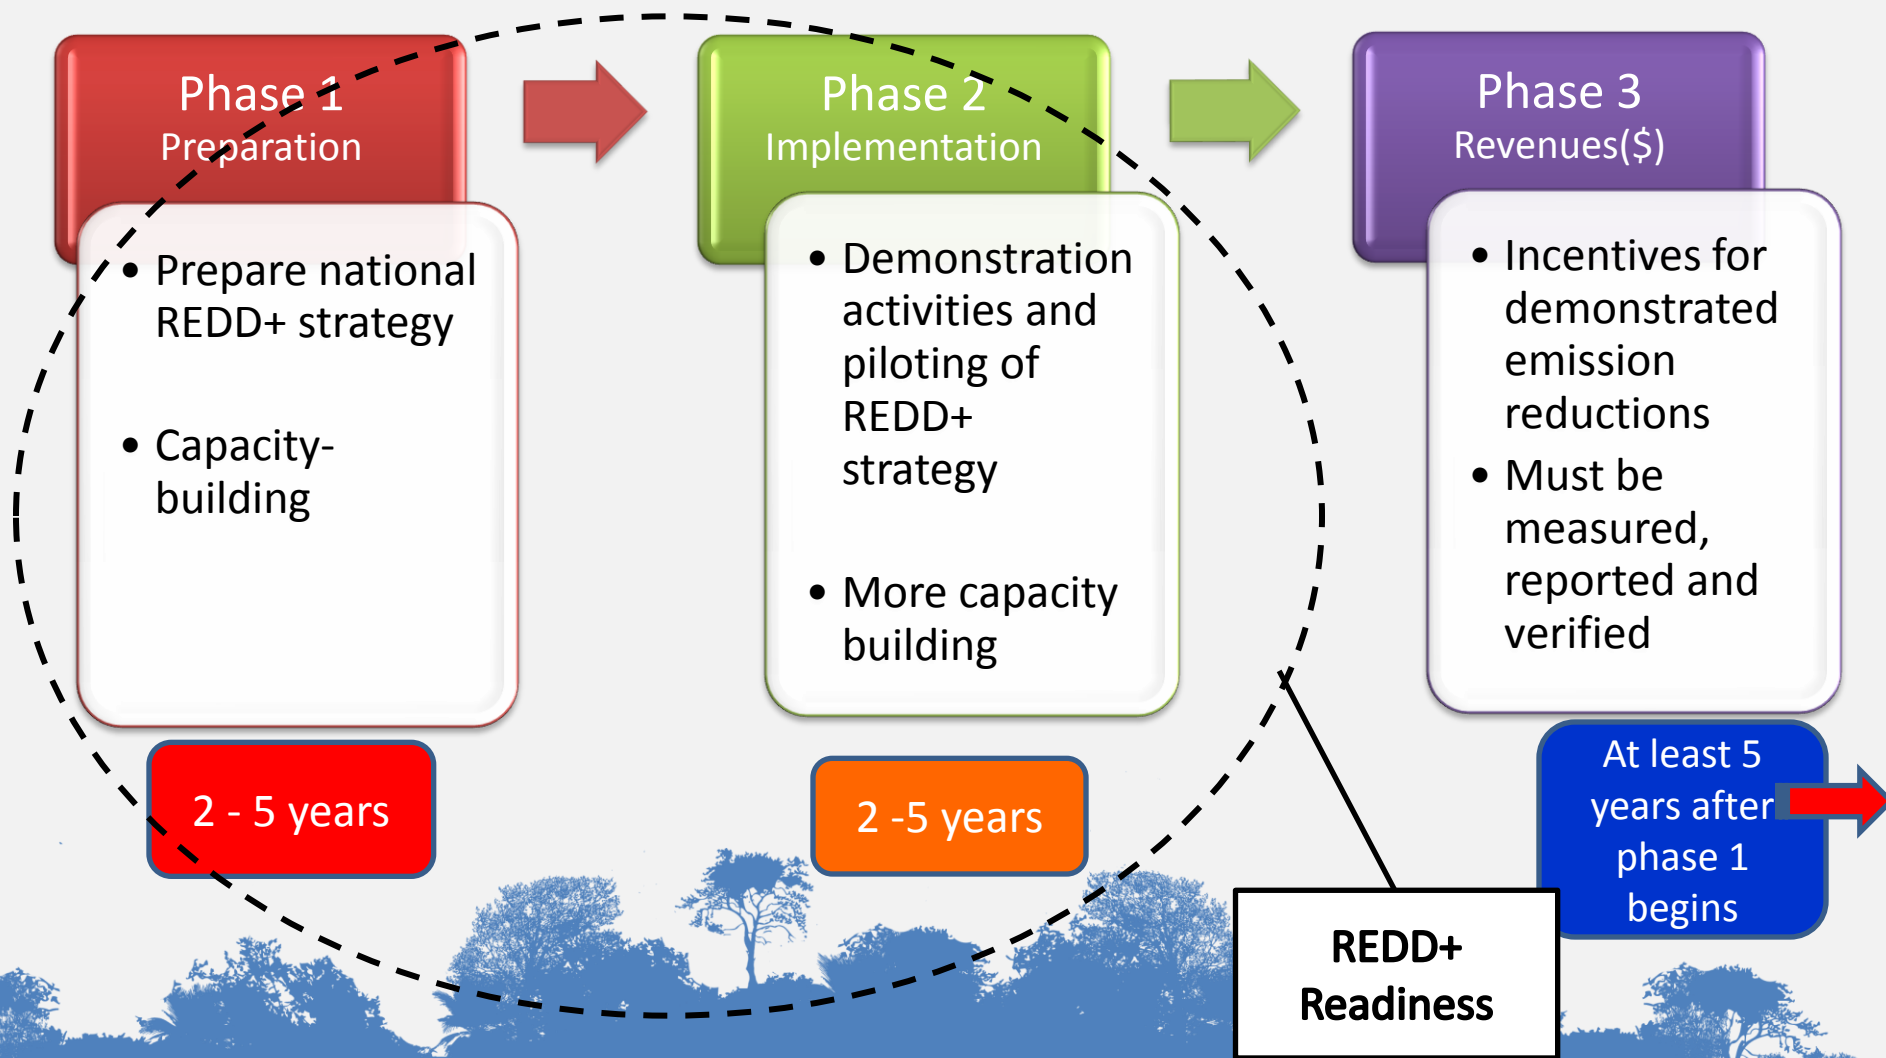 Phase 1
Preparation
• Prepare national
REDD+ strategy
• Capacity-
building
2 - 5 years
Phase 2
Implementation
• Demonstration
activities and
piloting of
REDD+
strategy
• More capacity
building
2 -5 years
Phase 3
Revenues($)
• Incentives for
demonstrated
emission
reductions
• Must be
measured,
reported and
verified
At least 5
years after
phase 1
begins
REDD+
Readiness